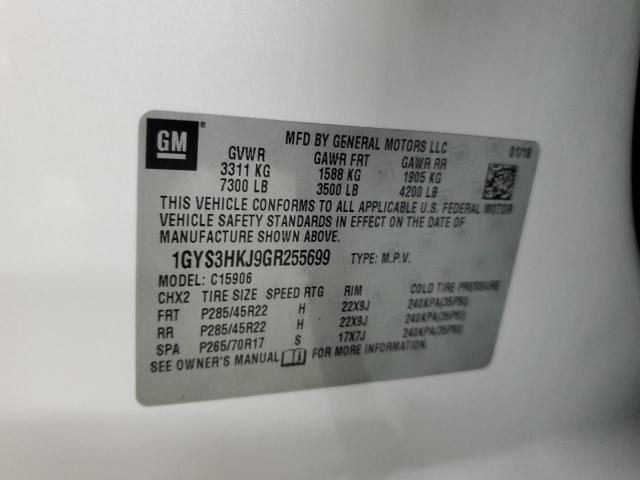 GM ®
MFD BY GENERAL MOTORS LLC 01/16
GVWR GAWR FRT GAWR RR
3311 KG 1588 KG 1905 KG
7300 LB 3500 LB 4200 LB
THIS VEHICLE CONFORMS TO ALL APPLICABLE U.S. FEDERAL MOTOR
VEHICLE SAFETY STANDARDS IN EFFECT ON THE DATE OF
MANUFACTURE SHOWN ABOVE.
1GYS3HKJ9GR255699 TYPE: M.P.V.
MODEL: C15906
CHX2 TIRE SIZE SPEED RTG RIM COLD TIRE PRESSURE
FRT P285/45R22 H 22X9J 240KPA(35PSI)
RR P285/45R22 H 22X9J 240KPA(35PSI)
SPA P265/70R17 S 17X7J 240KPA(35PSI)
SEE OWNER'S MANUAL FOR MORE INFORMATION.